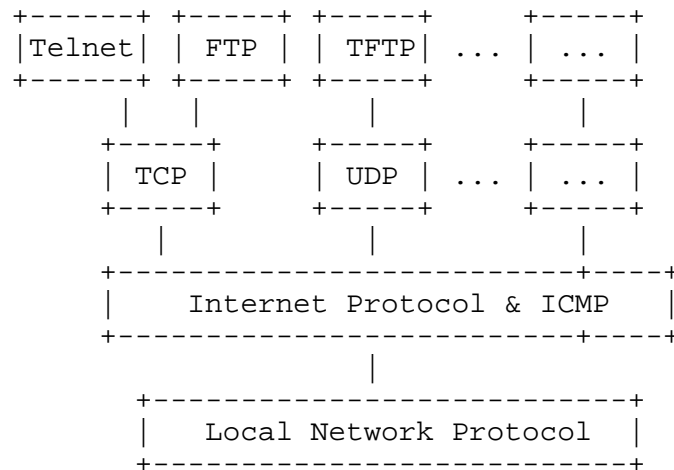 Telnet FTP TFTP ... ...
TCP UDP ... ...
Internet Protocol & ICMP
Local Network Protocol